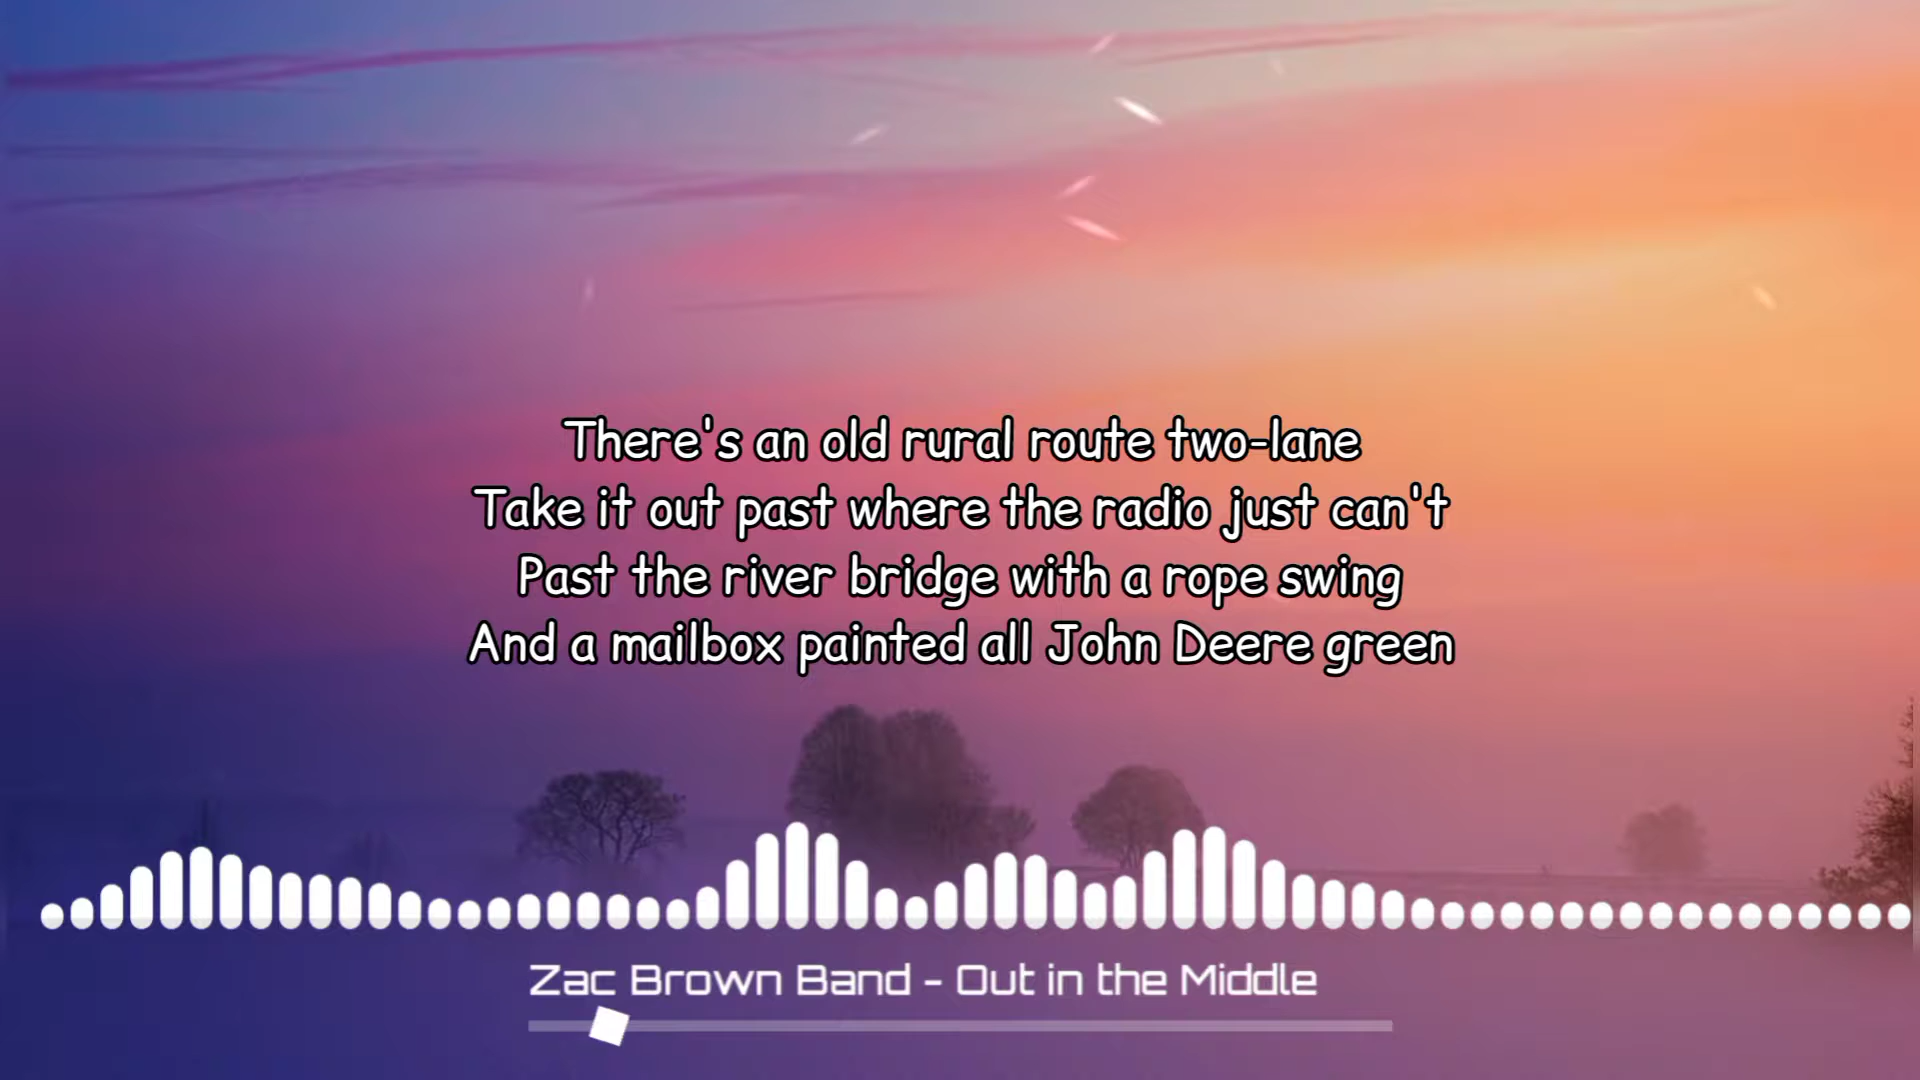 There's an old rural route two-lane
Take it out past where the radio just can't
Past the river bridge with a rope swing
And a mailbox painted all John Deere green
Zac Brown Band - Out in the Middle